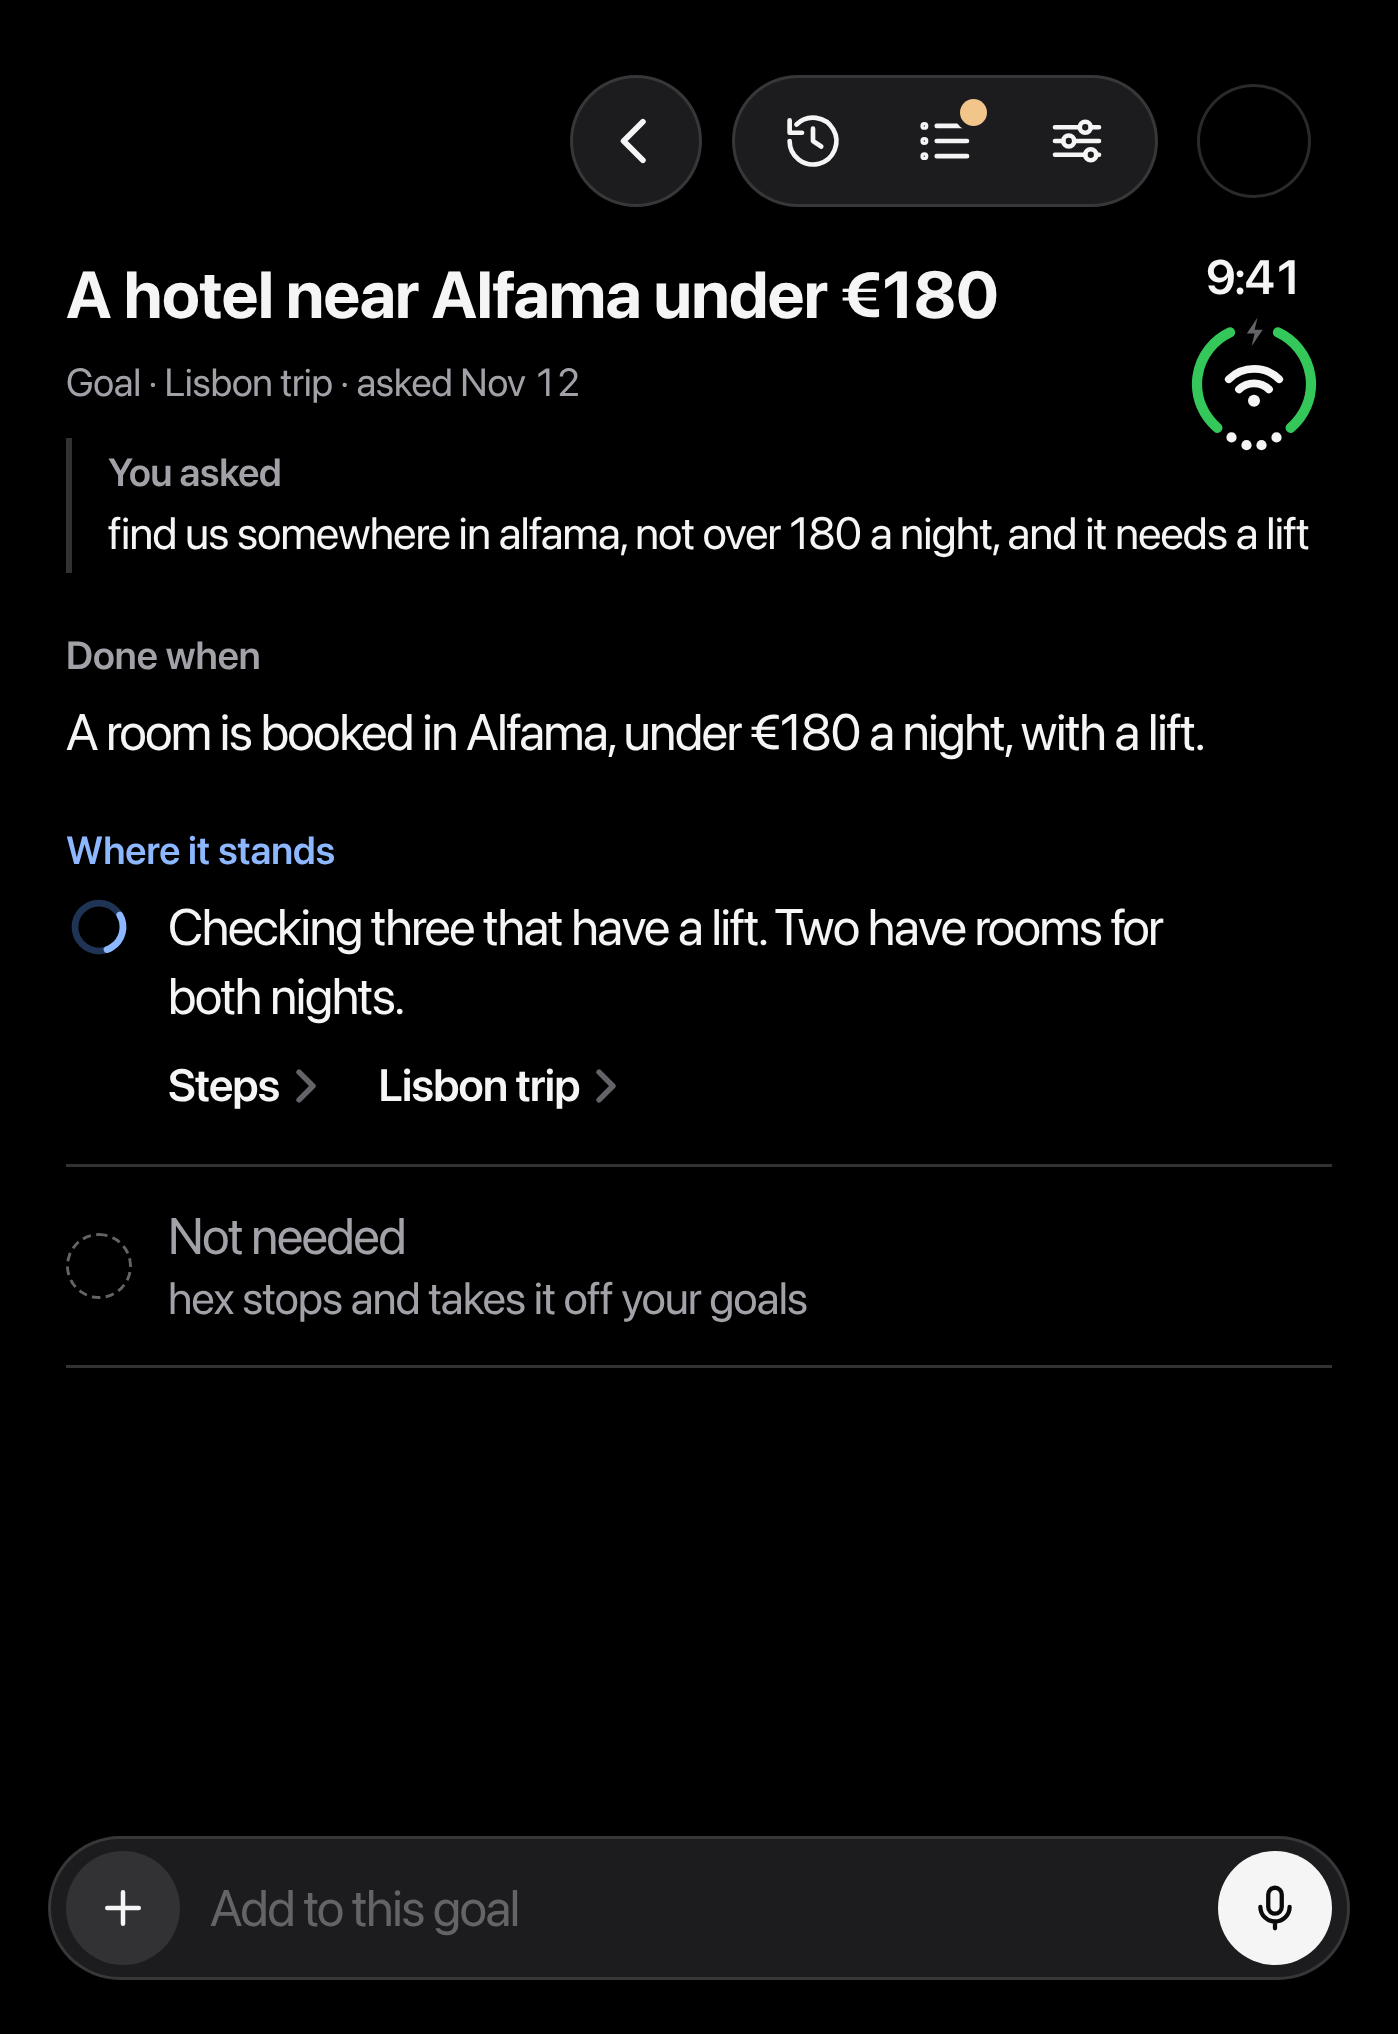 A hotel near Alfama under €180
9:41
Goal · Lisbon trip · asked Nov 12
You asked
find us somewhere in alfama, not over 180 a night, and it needs a lift
Done when
A room is booked in Alfama, under €180 a night, with a lift.
Where it stands
Checking three that have a lift. Two have rooms for
both nights.
Steps
Lisbon trip
Not needed
hex stops and takes it off your goals
Add to this goal